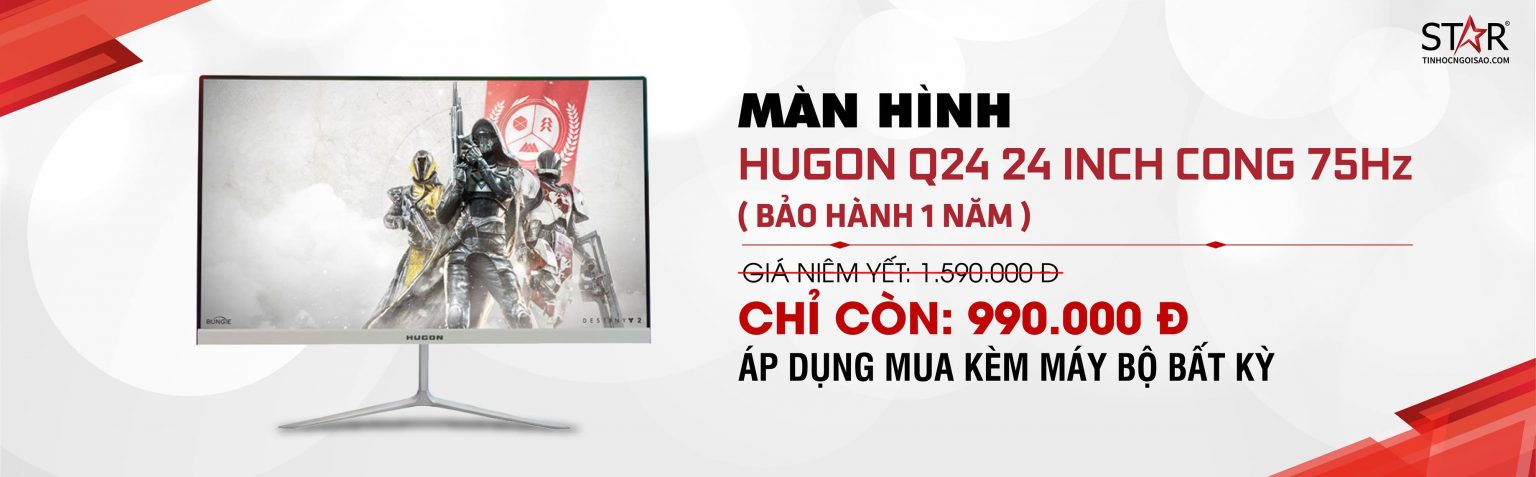 STAR®
TINHOCNGOISAO.COM
MÀN HÌNH
HUGON Q24 24 INCH CONG 75Hz
( BẢO HÀNH 1 NĂM )
GIÁ NIÊM YẾT: 1.590.000 Đ
CHỈ CÒN: 990.000 Đ
ÁP DỤNG MUA KÈM MÁY BỘ BẤT KỲ
BUNGIE
DESTINY 2
HUGON